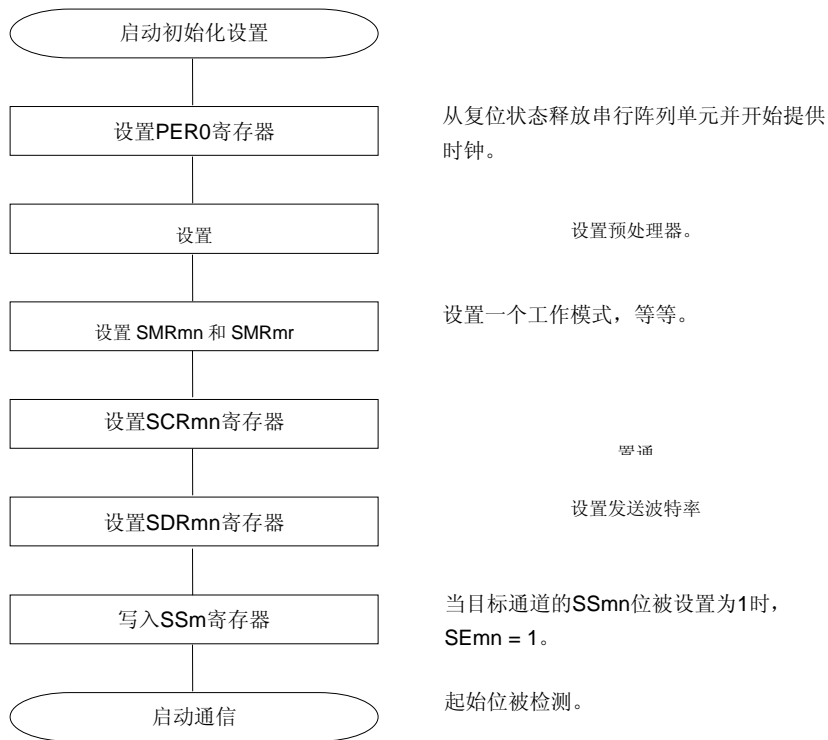 启动初始化设置
设置PER0寄存器
从复位状态释放串行阵列单元并开始提供
时钟。
设置
设置预处理器。
设置 SMRmn 和 SMRmr
设置一个工作模式，等等。
设置SCRmn寄存器
置通
设置SDRmn寄存器
设置发送波特率
写入SSm寄存器
当目标通道的SSmn位被设置为1时，
SEmn = 1。
启动通信
起始位被检测。